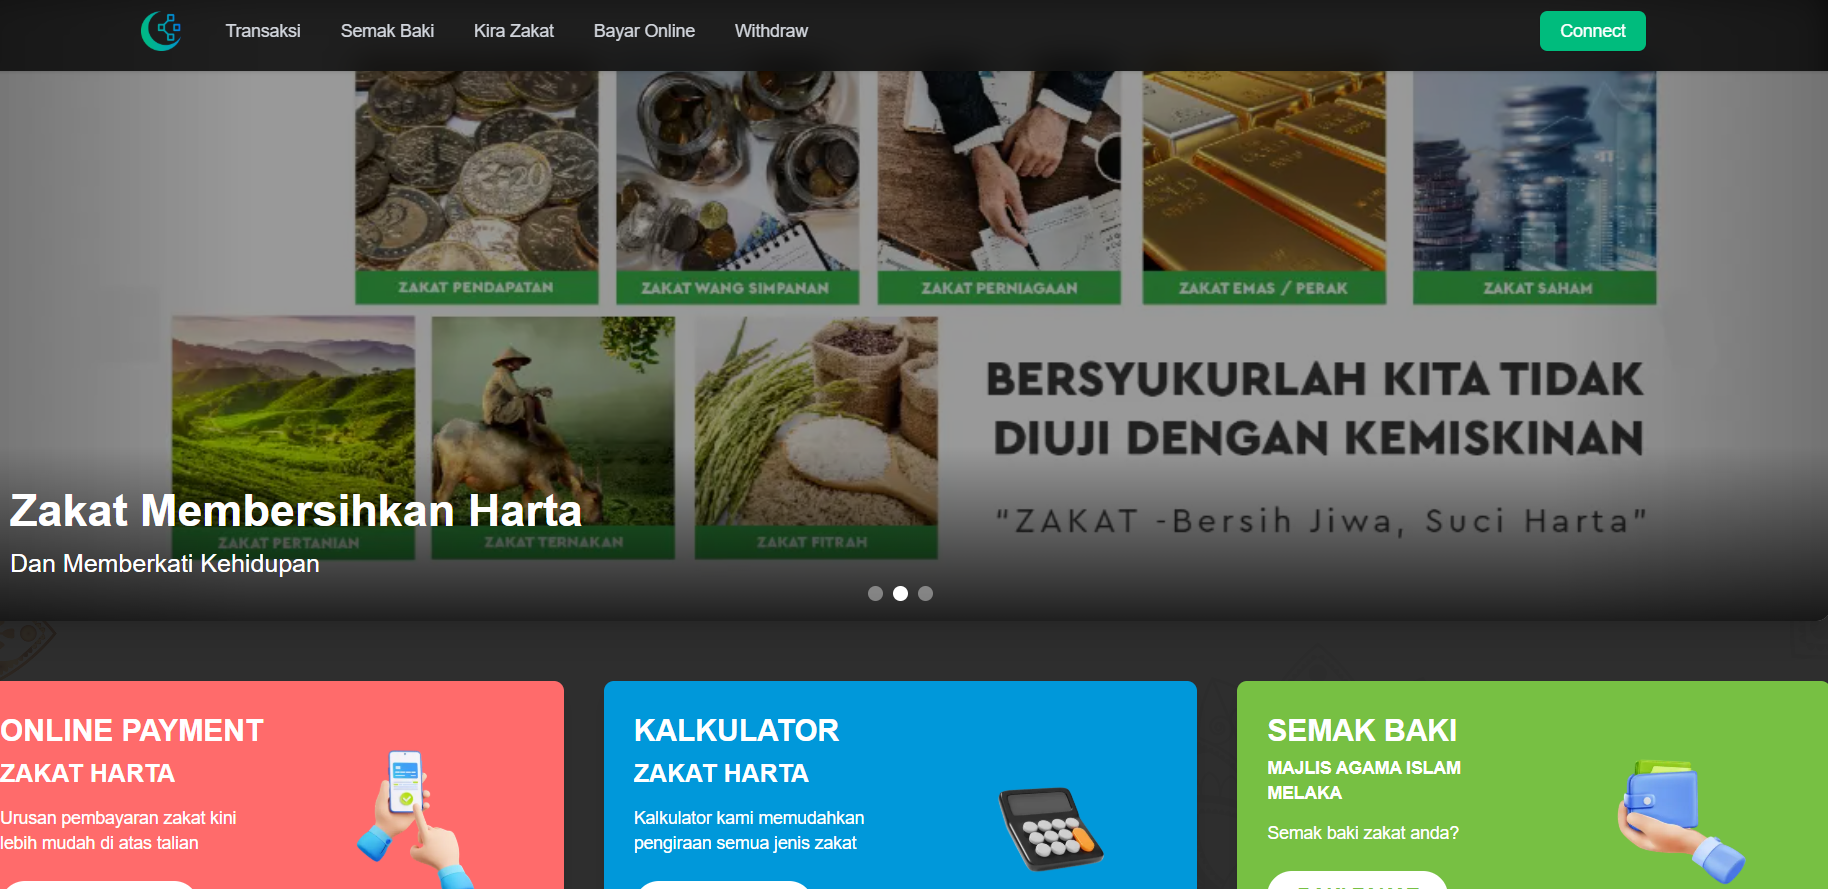 Transaksi
Semak Baki
Kira Zakat
Bayar Online
Withdraw
Connect
ZAKAT PENDAPATAN
ZAKAT WANG SIMPANAN
ZAKAT PERNIAGAAN
ZAKAT EMAS / PERAK
ZAKAT SAHAM
BERSYUKURLAH KITA TIDAK
DIUJI DENGAN KEMISKINAN
"ZAKAT -Bersih Jiwa, Suci Harta"
ZAKAT PERTANIAN
ZAKAT TERNAKAN
ZAKAT FITRAH
Zakat Membersihkan Harta
Dan Memberkati Kehidupan
ONLINE PAYMENT
ZAKAT HARTA
Urusan pembayaran zakat kini
lebih mudah di atas talian
KALKULATOR
ZAKAT HARTA
Kalkulator kami memudahkan
pengiraan semua jenis zakat
SEMAK BAKI
MAJLIS AGAMA ISLAM
MELAKA
Semak baki zakat anda?